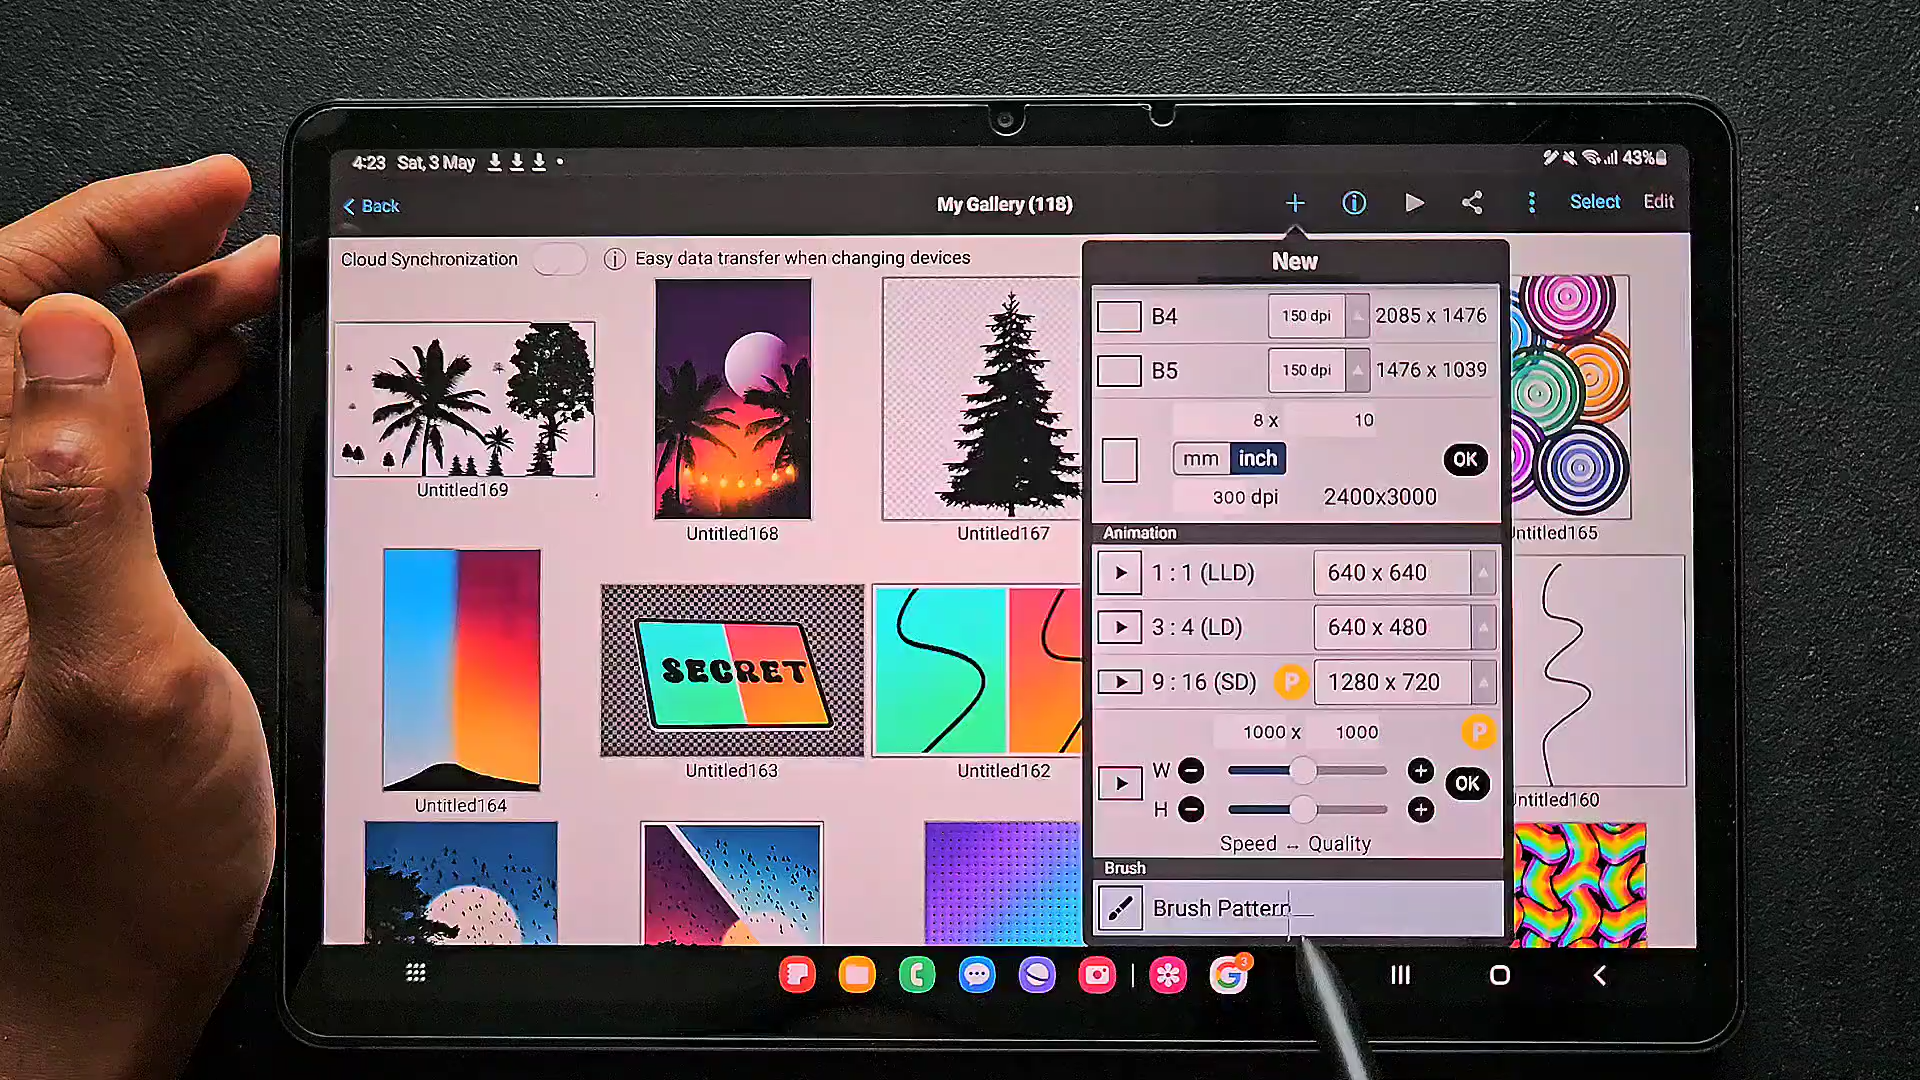 4:23 Sat, 3 May
43%
Back
My Gallery (118)
Select
Edit
Cloud Synchronization
Easy data transfer when changing devices
New
B4 150 dpi 2085 x 1476
B5 150 dpi 1476 x 1039
8 x 10
mm inch OK
300 dpi 2400x3000
Animation
1 : 1 (LLD) 640 x 640
3 : 4 (LD) 640 x 480
9 : 16 (SD) P 1280 x 720
1000 x 1000 P
W
OK
H
Speed ↔ Quality
Brush
Brush Pattern
Untitled169
Untitled168
Untitled167
Untitled165
SECRET
Untitled164
Untitled163
Untitled162
Untitled160
3